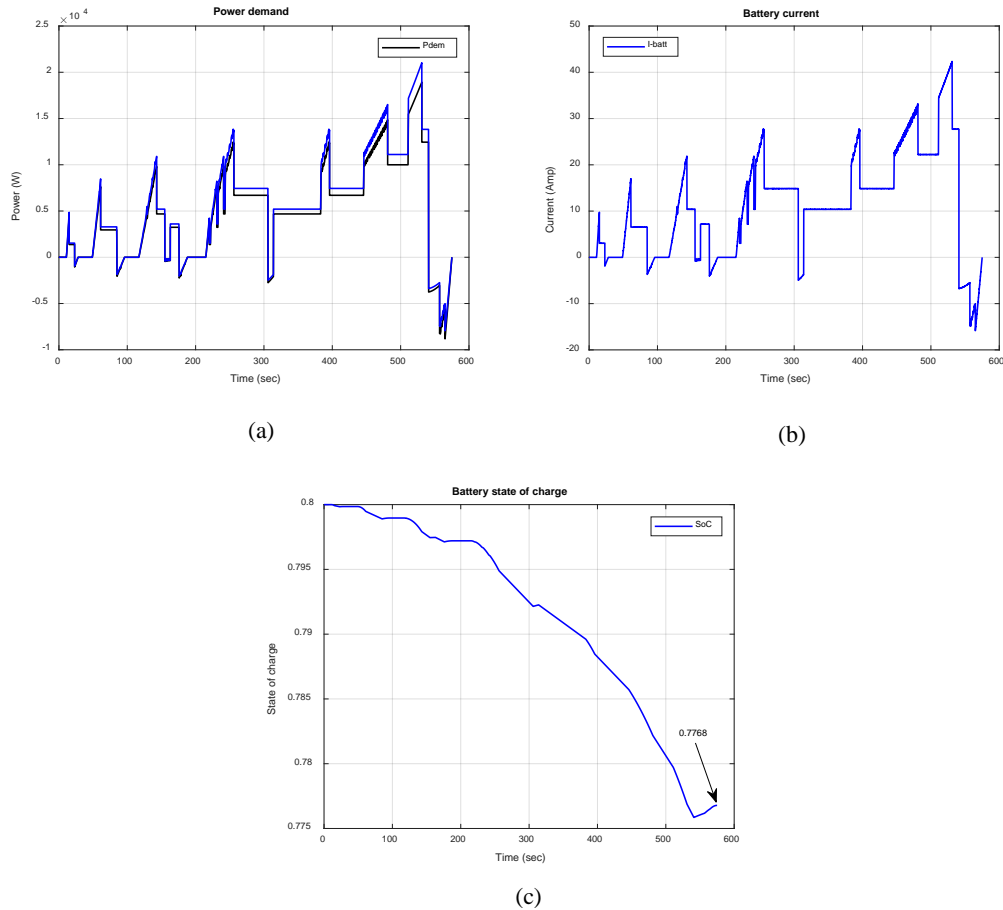 Power demand
× 10 4
2.5
2
1.5
1
0.5
0
-0.5
-1
Power (W)
Pdem
0 100 200 300 400 500 600
Time (sec)
(a)
Battery current
50
40
30
20
10
0
-10
-20
Current (Amp)
I-batt
0 100 200 300 400 500 600
Time (sec)
(b)
Battery state of charge
0.8
0.795
0.79
0.785
0.78
0.775
State of charge
SoC
0.7768
0 100 200 300 400 500 600
Time (sec)
(c)